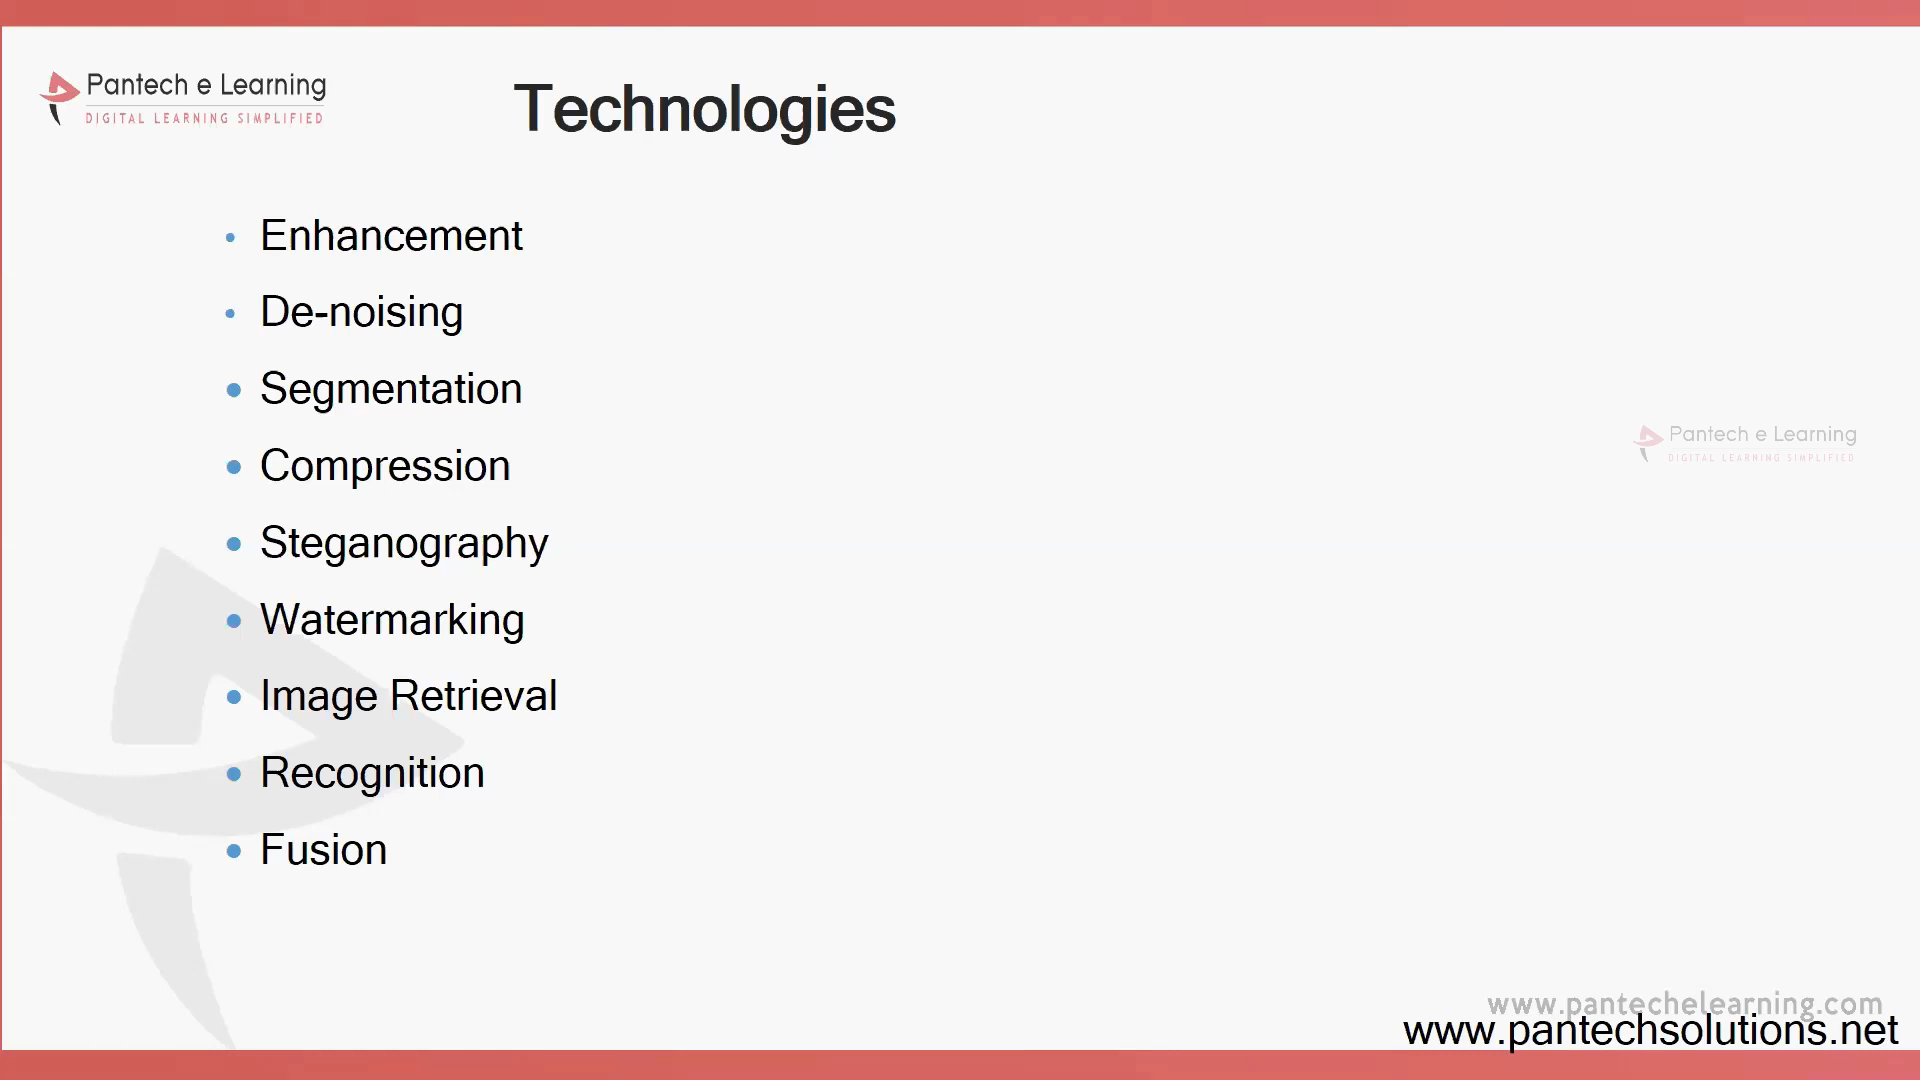 Pantech e Learning
DIGITAL LEARNING SIMPLIFIED
Technologies
• Enhancement
• De-noising
• Segmentation
• Compression
• Steganography
• Watermarking
• Image Retrieval
• Recognition
• Fusion
Pantech e Learning
DIGITAL LEARNING SIMPLIFIED
www.pantechelearning.com
www.pantechsolutions.net